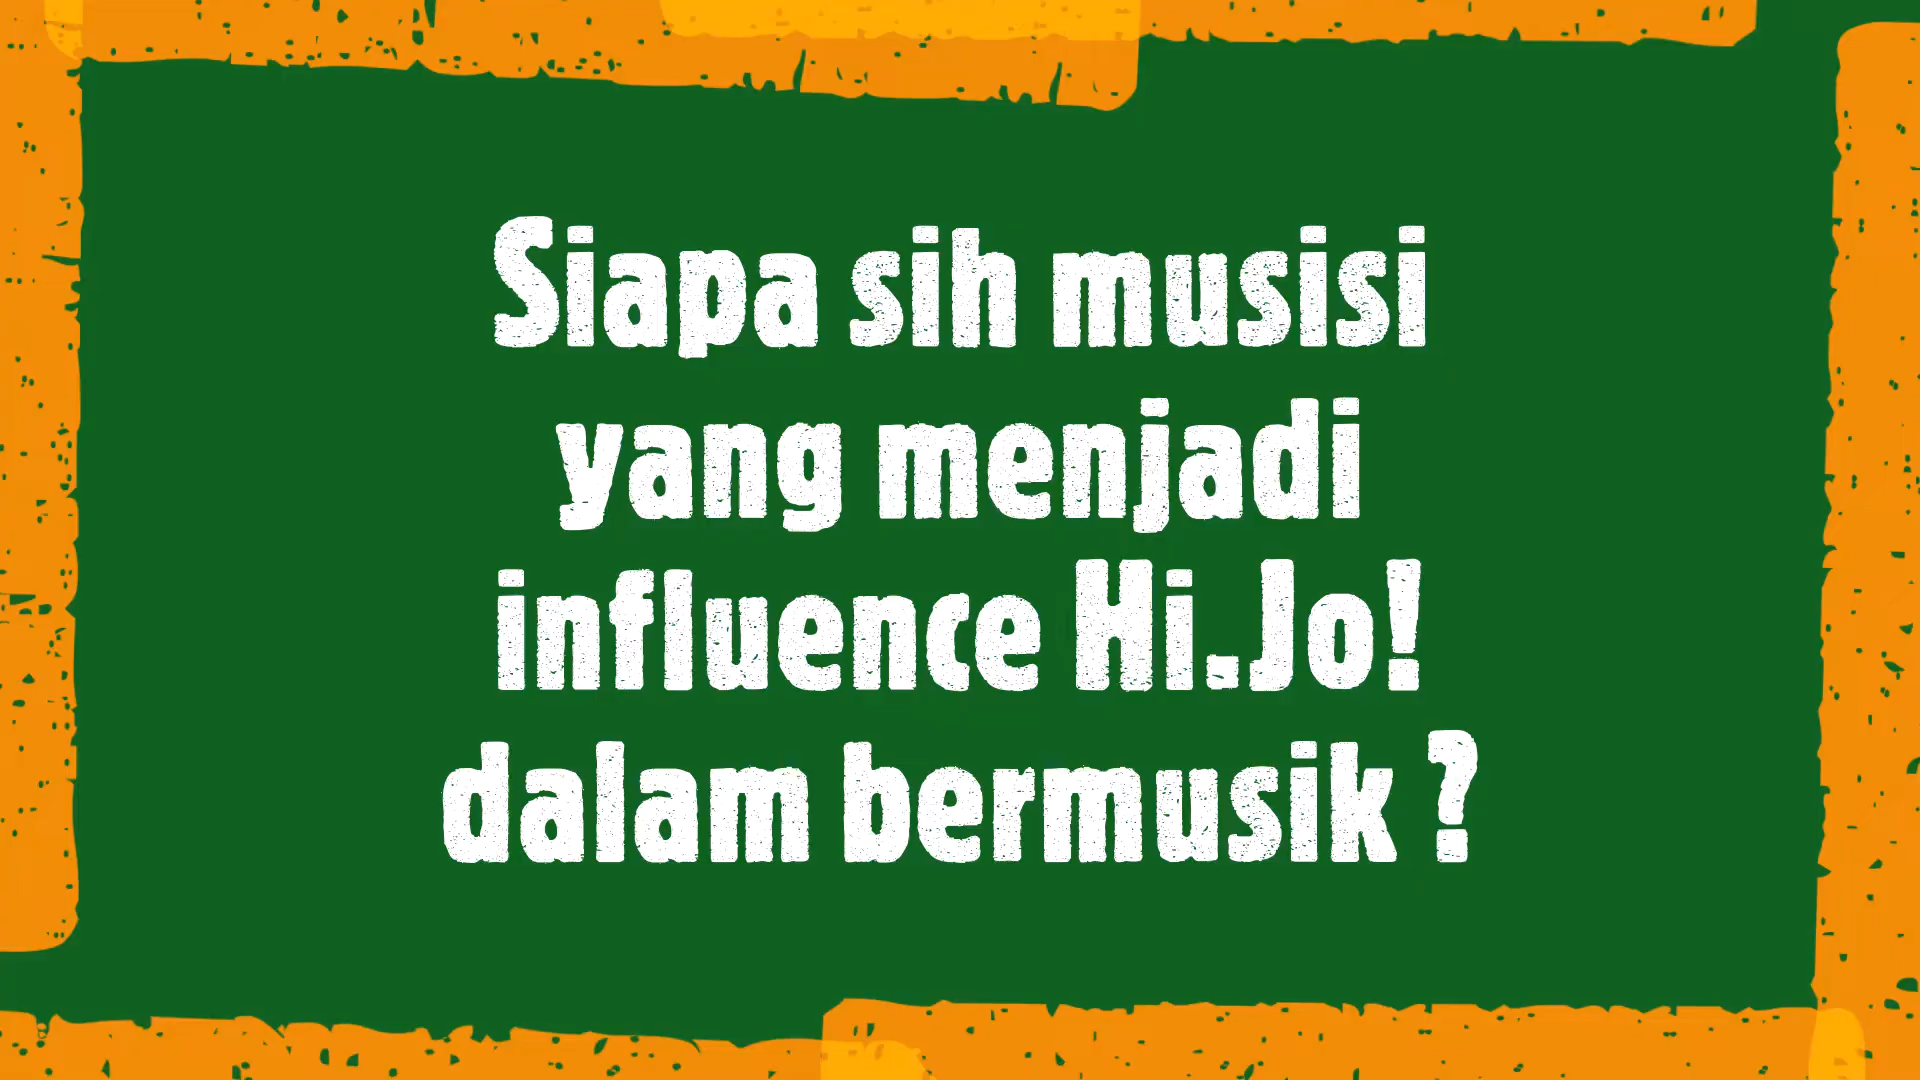 Siapa sih musisi
yang menjadi
influence Hi.Jo!
dalam bermusik ?